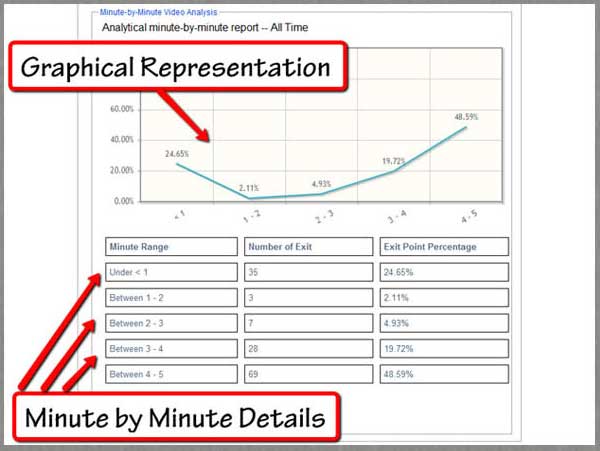 Minute-by-Minute Video Analysis
Analytical minute-by-minute report -- All Time
Graphical Representation
60.00%
40.00%
20.00%
0.00%
24.65%
2.11%
4.93%
19.72%
48.59%
< 1
1 - 2
2 - 3
3 - 4
4 - 5
Minute Range Number of Exit Exit Point Percentage
Under < 1 35 24.65%
Between 1 - 2 3 2.11%
Between 2 - 3 7 4.93%
Between 3 - 4 28 19.72%
Between 4 - 5 69 48.59%
Minute by Minute Details